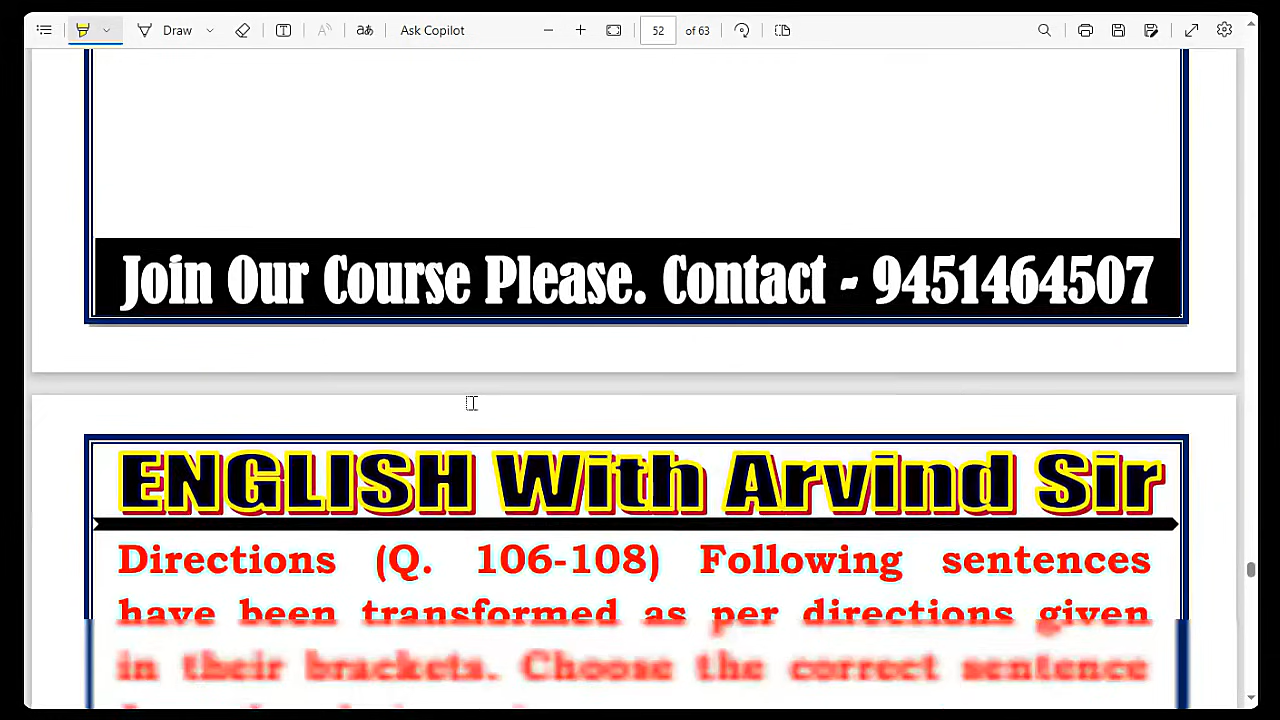 Draw
Ask Copilot
52 of 63
Join Our Course Please. Contact - 9451464507
ENGLISH With Arvind Sir
Directions (Q. 106-108) Following sentences
have been transformed as per directions given
in their brackets. Choose the correct sentence